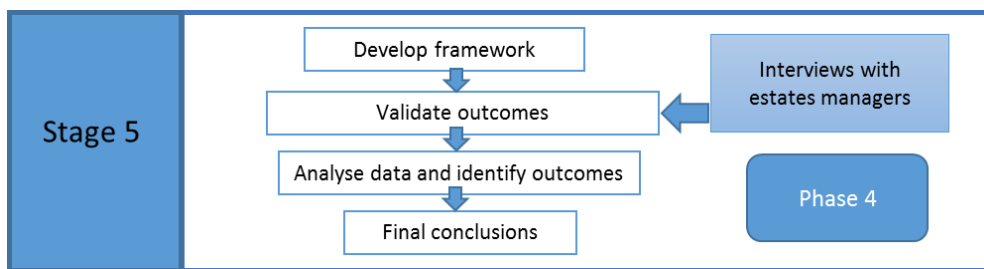 Stage 5
Develop framework
Validate outcomes
Analyse data and identify outcomes
Final conclusions
Interviews with
estates managers
Phase 4